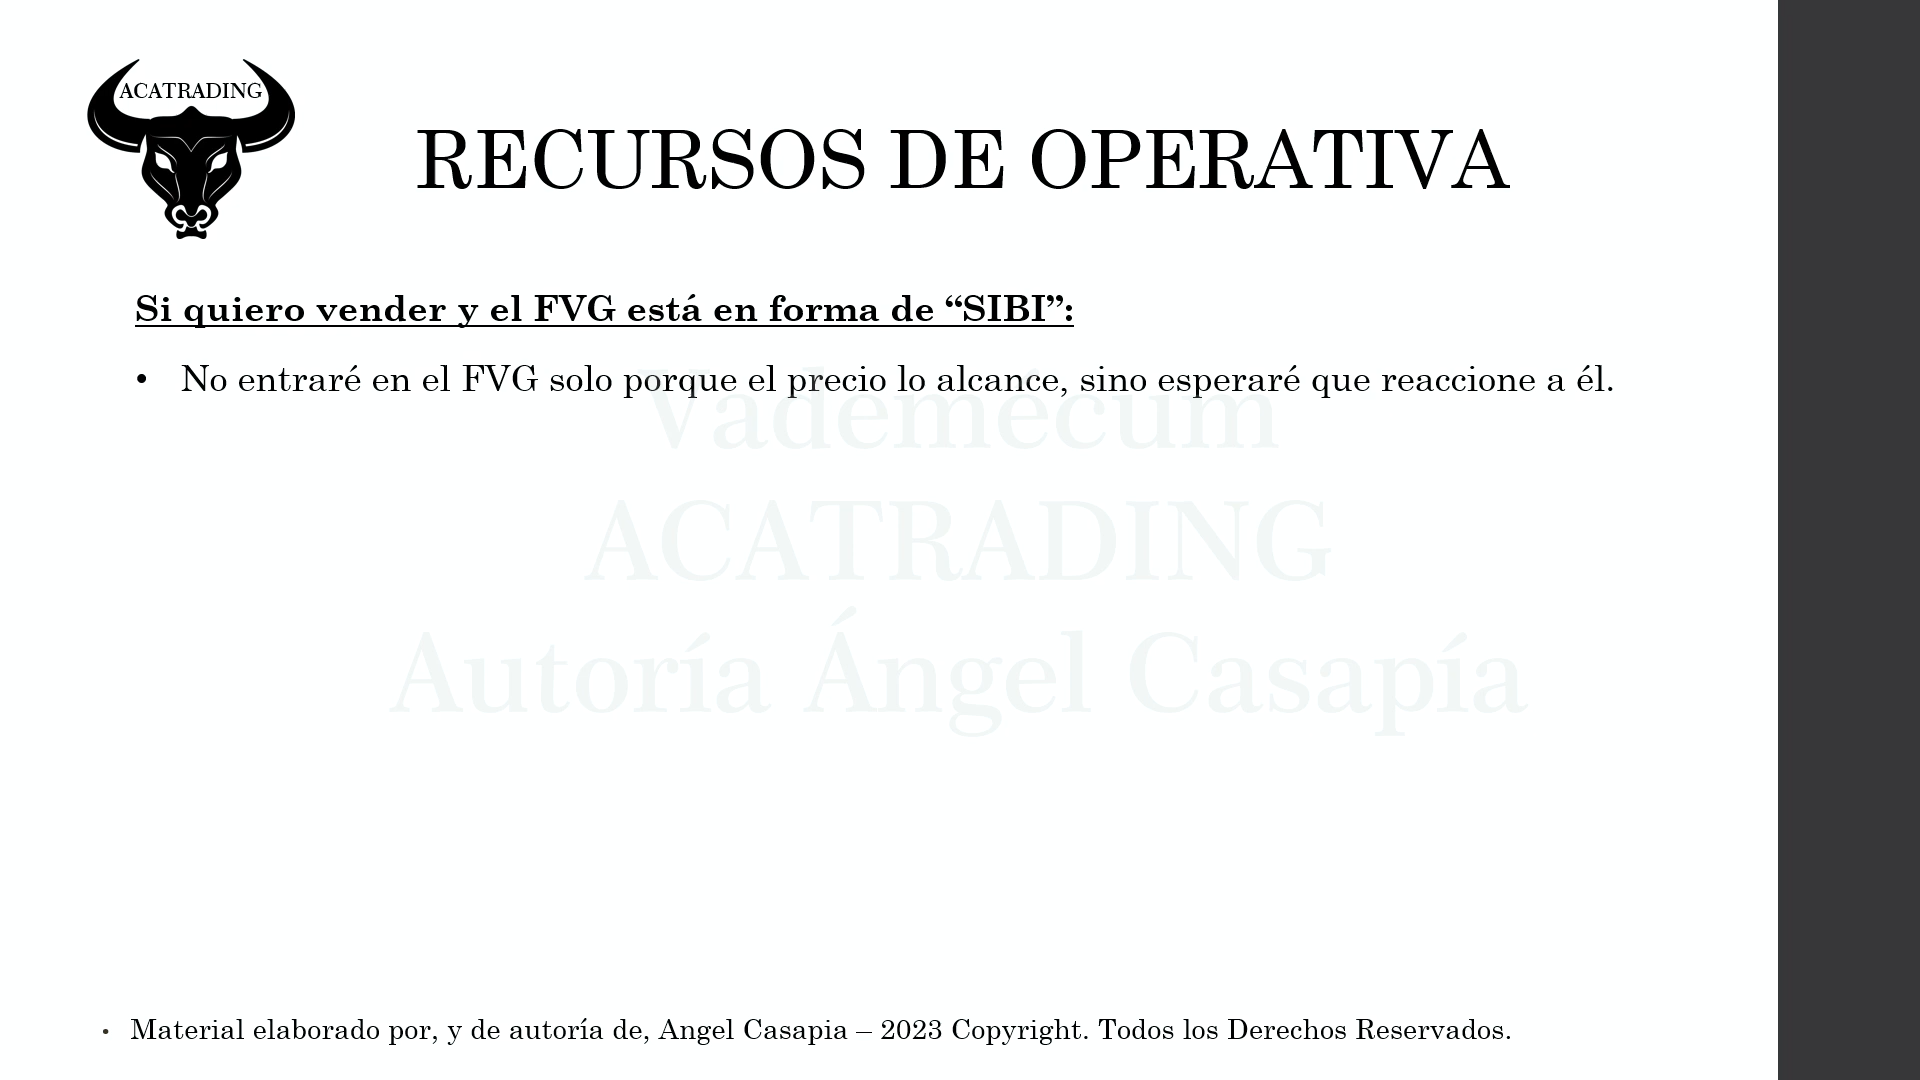 ACATRADING
RECURSOS DE OPERATIVA
Si quiero vender y el FVG está en forma de “SIBI”:
• No entraré en el FVG solo porque el precio lo alcance, sino esperaré que reaccione a él.
Vademécum
ACATRADING
Autoría Ángel Casapía
• Material elaborado por, y de autoría de, Angel Casapia – 2023 Copyright. Todos los Derechos Reservados.